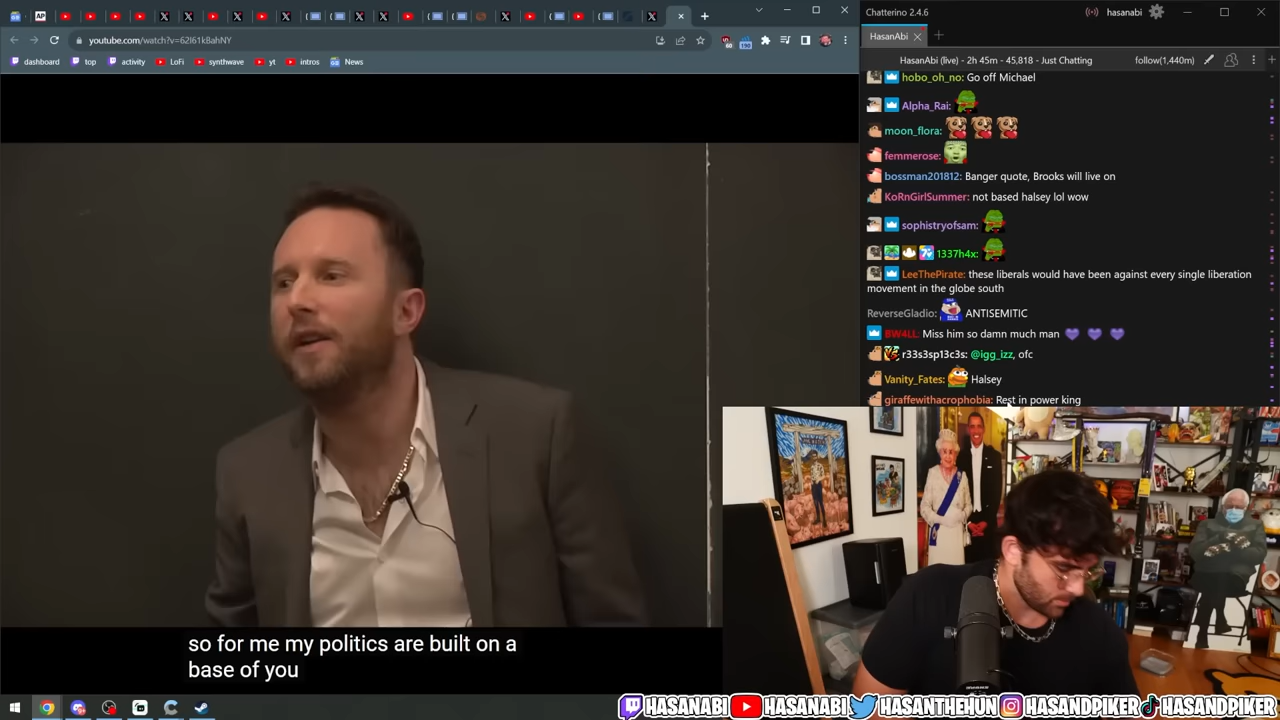 Chatterino 2.4.6
hasanabi
youtube.com/watch?v=62I61kBahNY
HasanAbi
dashboard
top
activity
LoFi
synthwave
yt
intros
News
HasanAbi (live) - 2h 45m - 45,818 - Just Chatting
follow(1,440m)
hobo_oh_no: Go off Michael
Alpha_Rai:
moon_flora:
femmerose:
bossman201812: Banger quote, Brooks will live on
KoRnGirlSummer: not based halsey lol wow
sophistryofsam:
1337h4x:
LeeThePirate: these liberals would have been against every single liberation
movement in the globe south
ReverseGladio: ANTISEMITIC
BW4LL: Miss him so damn much man
r33s3sp13c3s: @igg_izz, ofc
Vanity_Fates: Halsey
giraffewithacrophobia: Rest in power king
so for me my politics are built on a
base of you
HASANABI HASANABI HASANTHEHUN HASANDPIKER HASANDPIKER